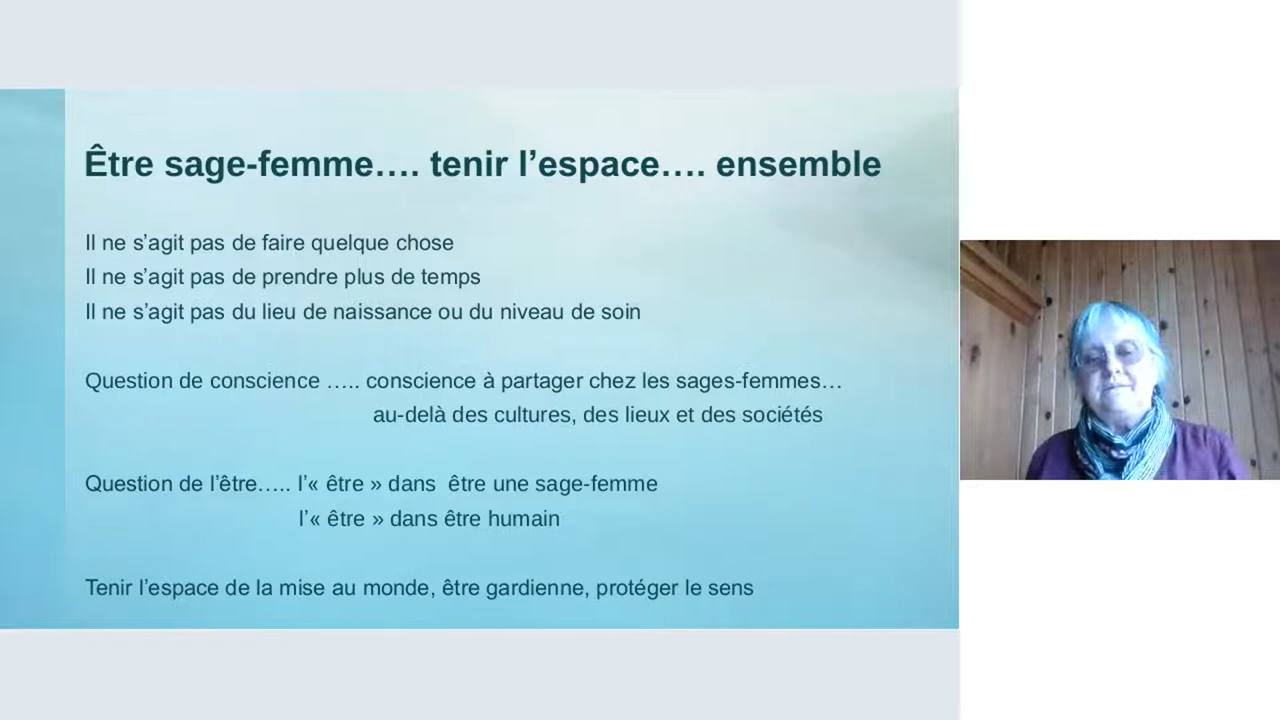 Être sage-femme…. tenir l’espace…. ensemble
Il ne s’agit pas de faire quelque chose
Il ne s’agit pas de prendre plus de temps
Il ne s’agit pas du lieu de naissance ou du niveau de soin
Question de conscience ….. conscience à partager chez les sages-femmes…
au-delà des cultures, des lieux et des sociétés
Question de l’être….. l’« être » dans  être une sage-femme
l’« être » dans être humain
Tenir l’espace de la mise au monde, être gardienne, protéger le sens